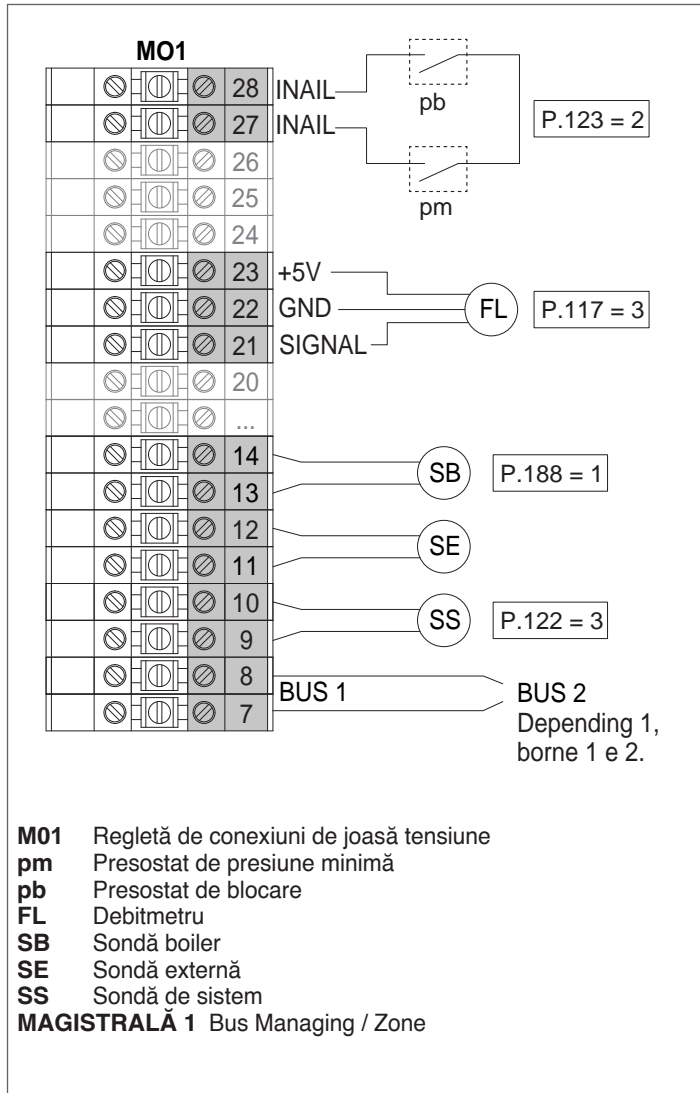 MO1
28 INAIL
pb
27 INAIL
P.123 = 2
26
pm
25
24
23 +5V
22 GND FL P.117 = 3
21 SIGNAL
20
...
14
SB P.188 = 1
13
12
SE
11
10
SS P.122 = 3
9
8
BUS 1 BUS 2
7
Depending 1,
borne 1 e 2.
M01 Regletă de conexiuni de joasă tensiune
pm Presostat de presiune minimă
pb Presostat de blocare
FL Debitmetru
SB Sondă boiler
SE Sondă externă
SS Sondă de sistem
MAGISTRALĂ 1 Bus Managing / Zone